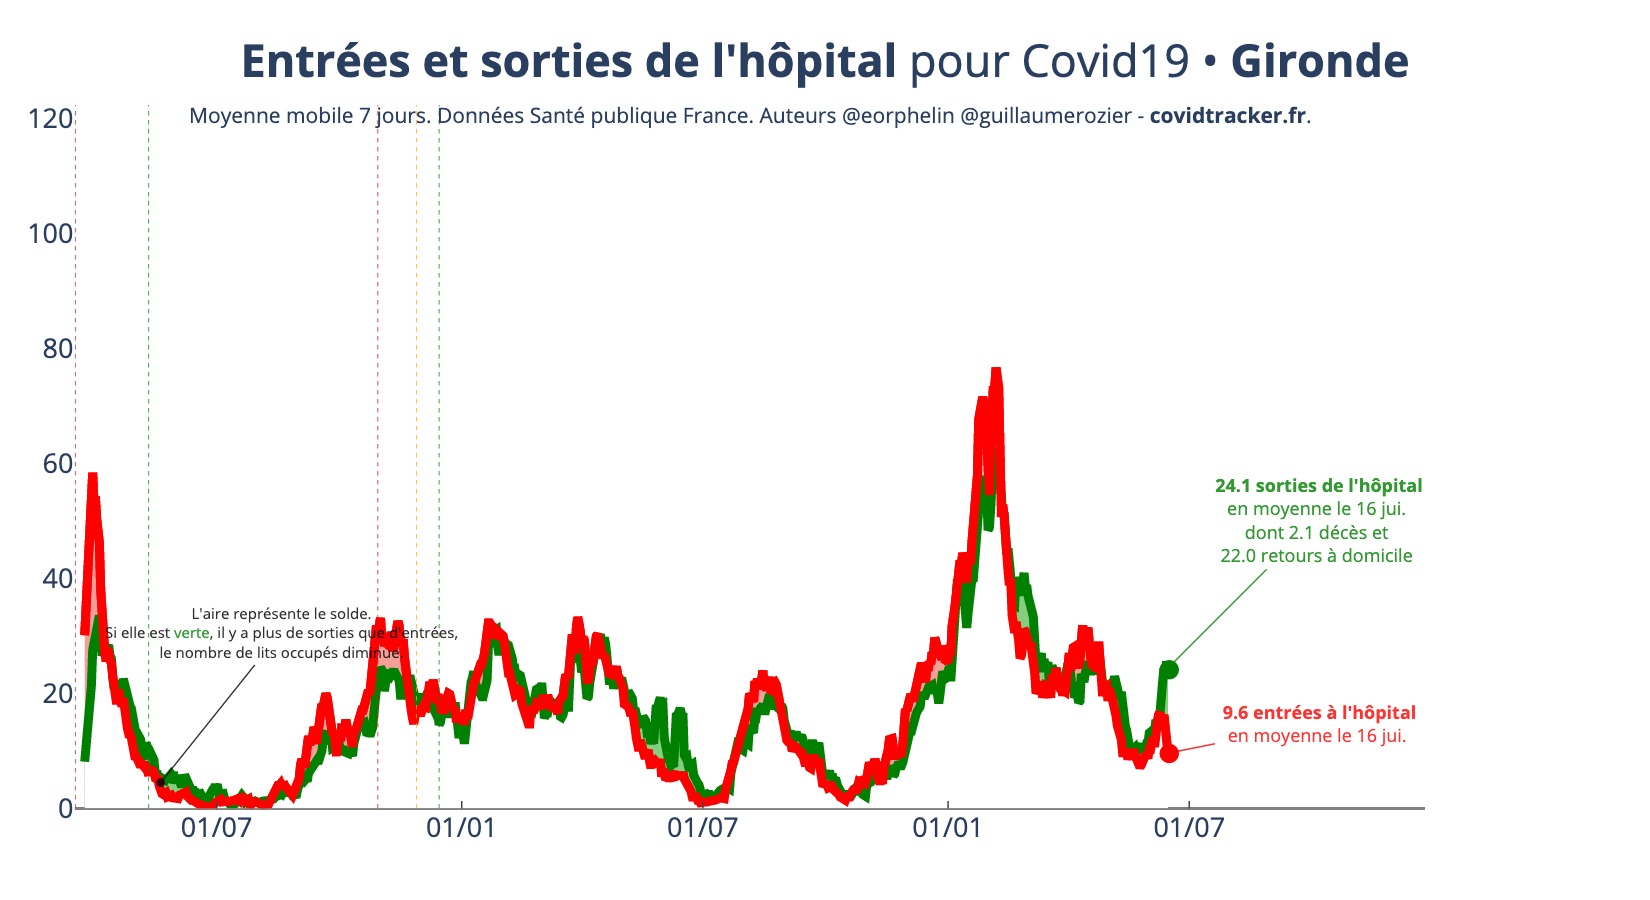 Entrées et sorties de l'hôpital pour Covid19 • Gironde
Moyenne mobile 7 jours. Données Santé publique France. Auteurs @eorphelin @guillaumerozier - covidtracker.fr.
120
100
80
60
40
20
0
24.1 sorties de l'hôpital
en moyenne le 16 jui.
dont 2.1 décès et
22.0 retours à domicile
L'aire représente le solde.
Si elle est verte, il y a plus de sorties que d'entrées,
le nombre de lits occupés diminue.
9.6 entrées à l'hôpital
en moyenne le 16 jui.
01/07 01/01 01/07 01/01 01/07